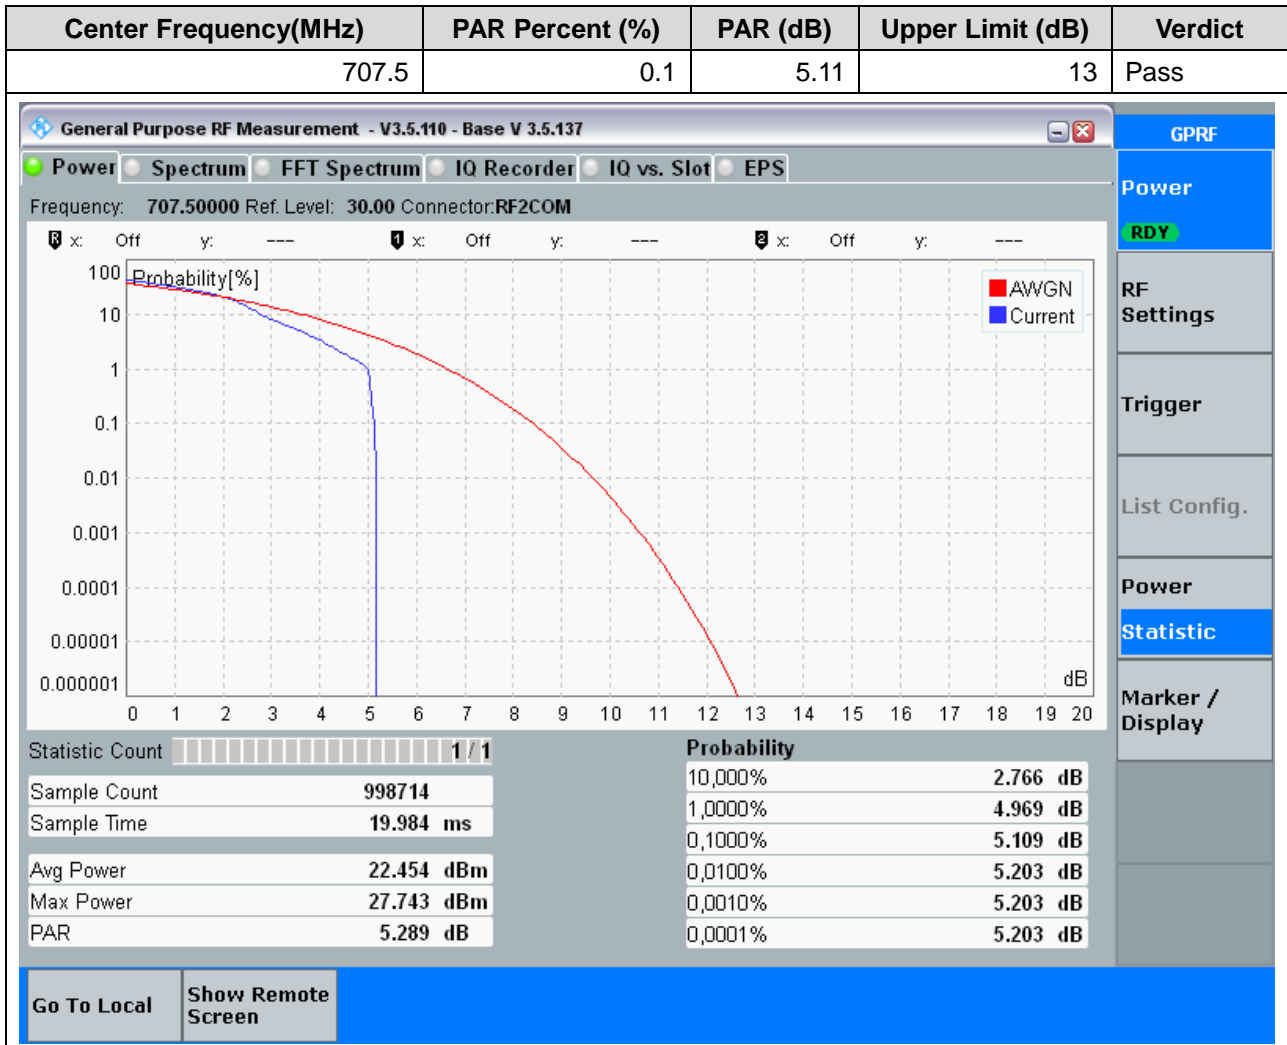 Center Frequency(MHz) PAR Percent (%) PAR (dB) Upper Limit (dB) Verdict
707.5 0.1 5.11 13 Pass
General Purpose RF Measurement - V3.5.110 - Base V 3.5.137
GPRF
Power Spectrum FFT Spectrum IQ Recorder IQ vs. Slot EPS
Power
RDY
Frequency: 707.50000 Ref. Level: 30.00 Connector:RF2COM
R x: Off y: --- 1 x: Off y: --- 2 x: Off y: ---
Probability[%]
AWGN
Current
100
10
1
0.1
0.01
0.001
0.0001
0.00001
0.000001
dB
0 1 2 3 4 5 6 7 8 9 10 11 12 13 14 15 16 17 18 19 20
RF
Settings
Trigger
List Config.
Power
Statistic
Marker /
Display
Statistic Count 1 / 1
Sample Count 998714
Sample Time 19.984 ms
Avg Power 22.454 dBm
Max Power 27.743 dBm
PAR 5.289 dB
Probability
10,000% 2.766 dB
1,0000% 4.969 dB
0,1000% 5.109 dB
0,0100% 5.203 dB
0,0010% 5.203 dB
0,0001% 5.203 dB
Go To Local
Show Remote
Screen